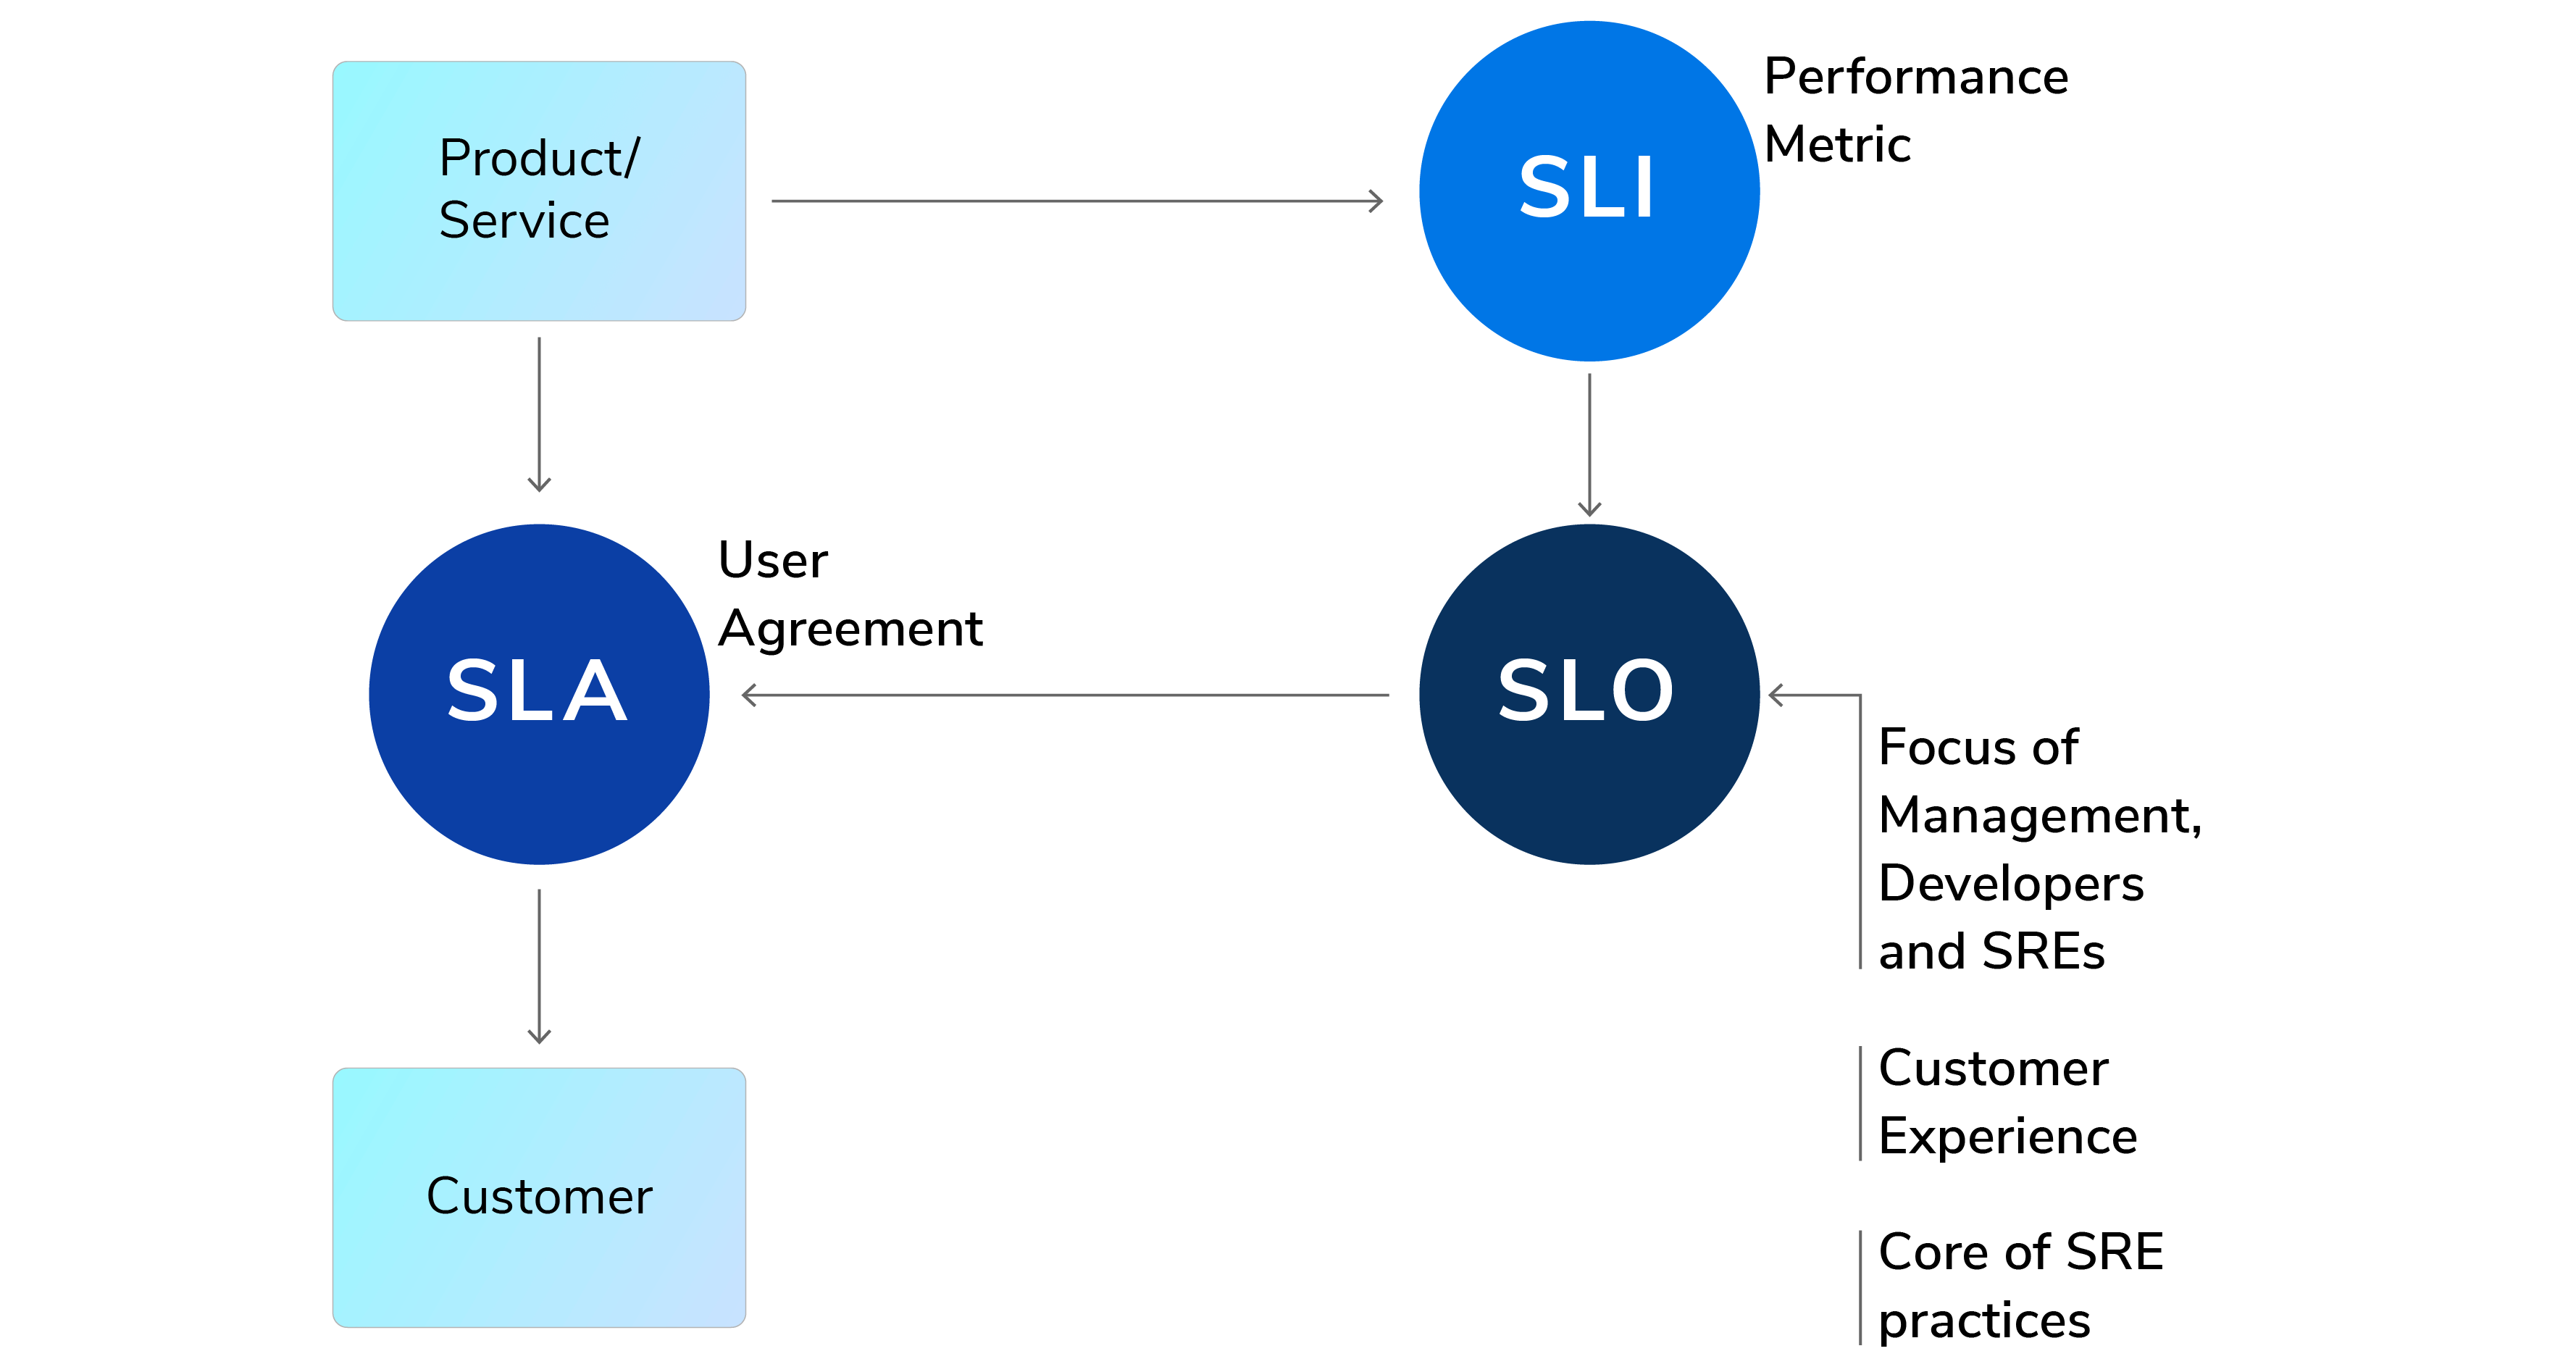 Product/
Service
SLI
Performance
Metric
SLA
User
Agreement
SLO
Focus of
Management,
Developers
and SREs
Customer
Experience
Core of SRE
practices
Customer